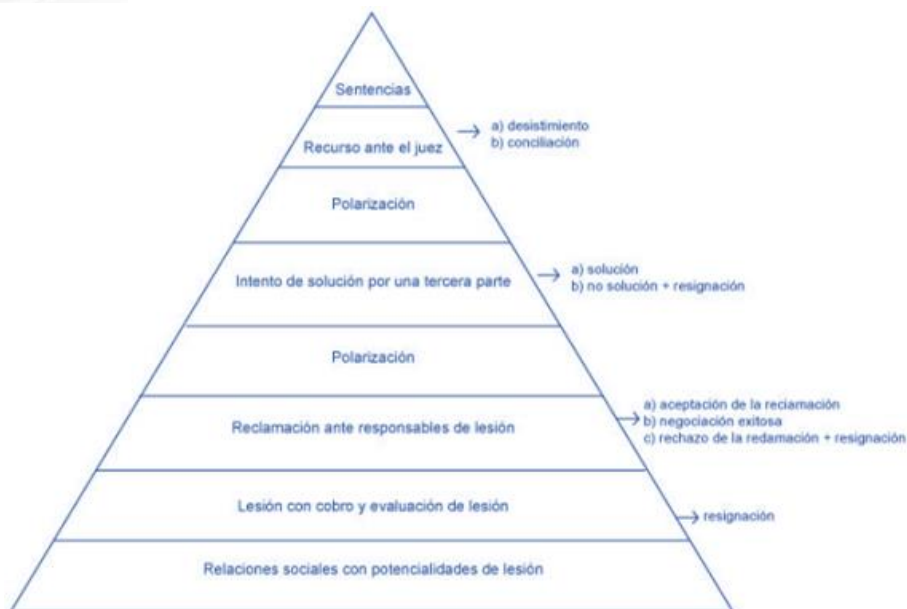 Sentencias
a) desistimiento
b) conciliación
Recurso ante el juez
Polarización
Intento de solución por una tercera parte
a) solución
b) no solución + resignación
Polarización
Reclamación ante responsables de lesión
a) aceptación de la reciamación
b) negociación exitosa
c) rechazo de la redamación + resignación
Lesión con cobro y evaluación de lesión
resignación
Relaciones sociales con potencialidades de lesión